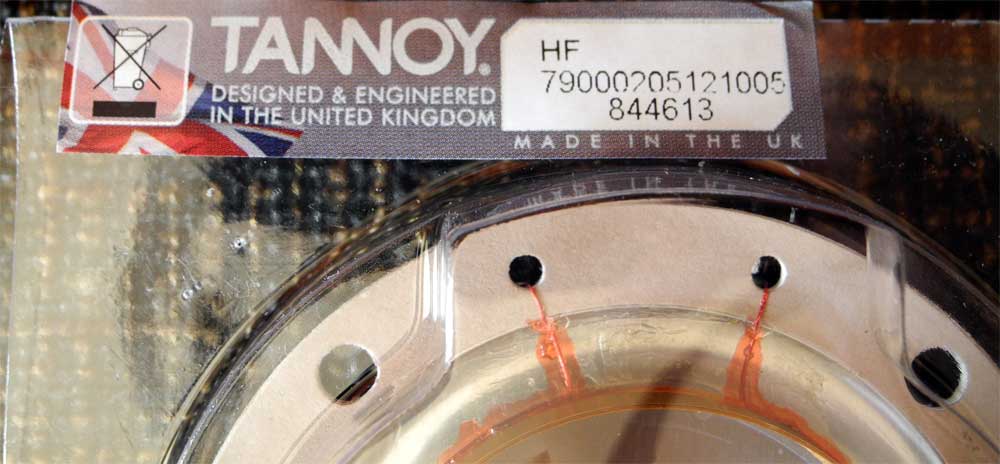 TANNOY®
DESIGNED & ENGINEERED
IN THE UNITED KINGDOM
HF
79000205121005
844613
MADE IN THE UK